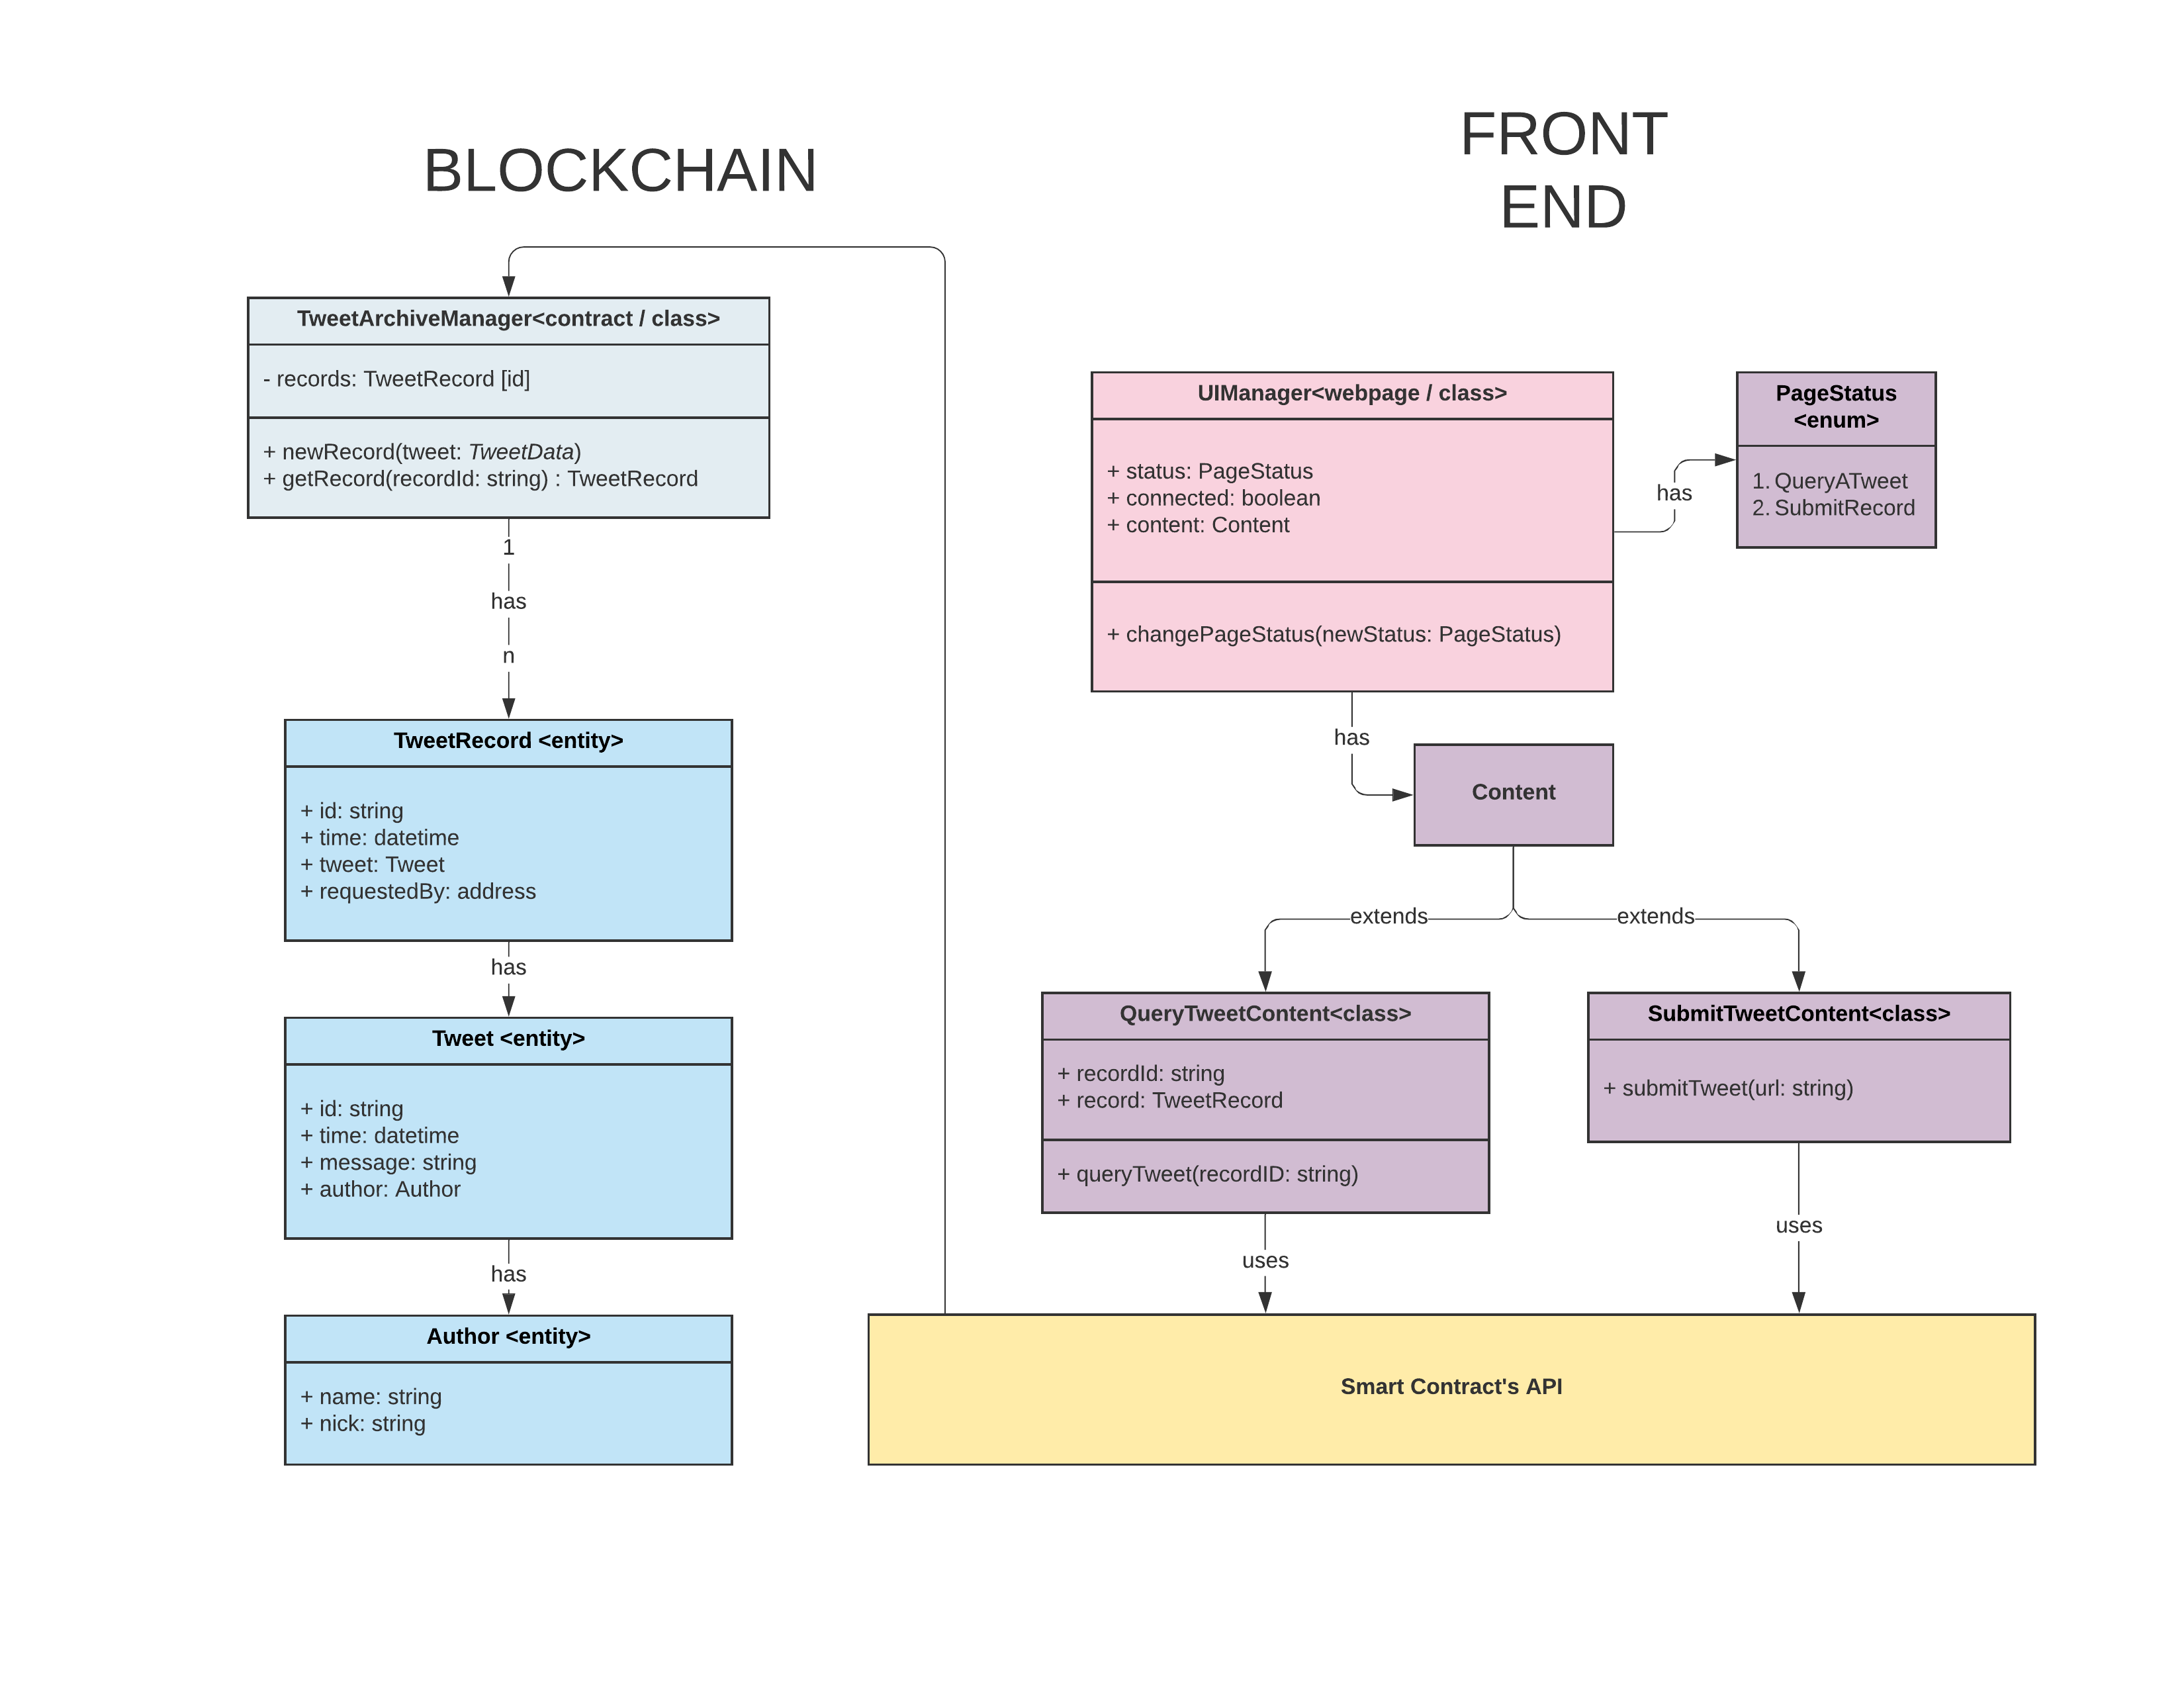 BLOCKCHAIN
TweetArchiveManager<contract / class>
- records: TweetRecord [id]
+ newRecord(tweet: TweetData)
+ getRecord(recordId: string) : TweetRecord
1
has
n
TweetRecord <entity>
+ id: string
+ time: datetime
+ tweet: Tweet
+ requestedBy: address
has
Tweet <entity>
+ id: string
+ time: datetime
+ message: string
+ author: Author
has
Author <entity>
+ name: string
+ nick: string
FRONT
END
UIManager<webpage / class>
+ status: PageStatus
+ connected: boolean
+ content: Content
+ changePageStatus(newStatus: PageStatus)
has
PageStatus
<enum>
1. QueryATweet
2. SubmitRecord
has
Content
extends
extends
QueryTweetContent<class>
+ recordId: string
+ record: TweetRecord
+ queryTweet(recordID: string)
uses
SubmitTweetContent<class>
+ submitTweet(url: string)
uses
Smart Contract's API